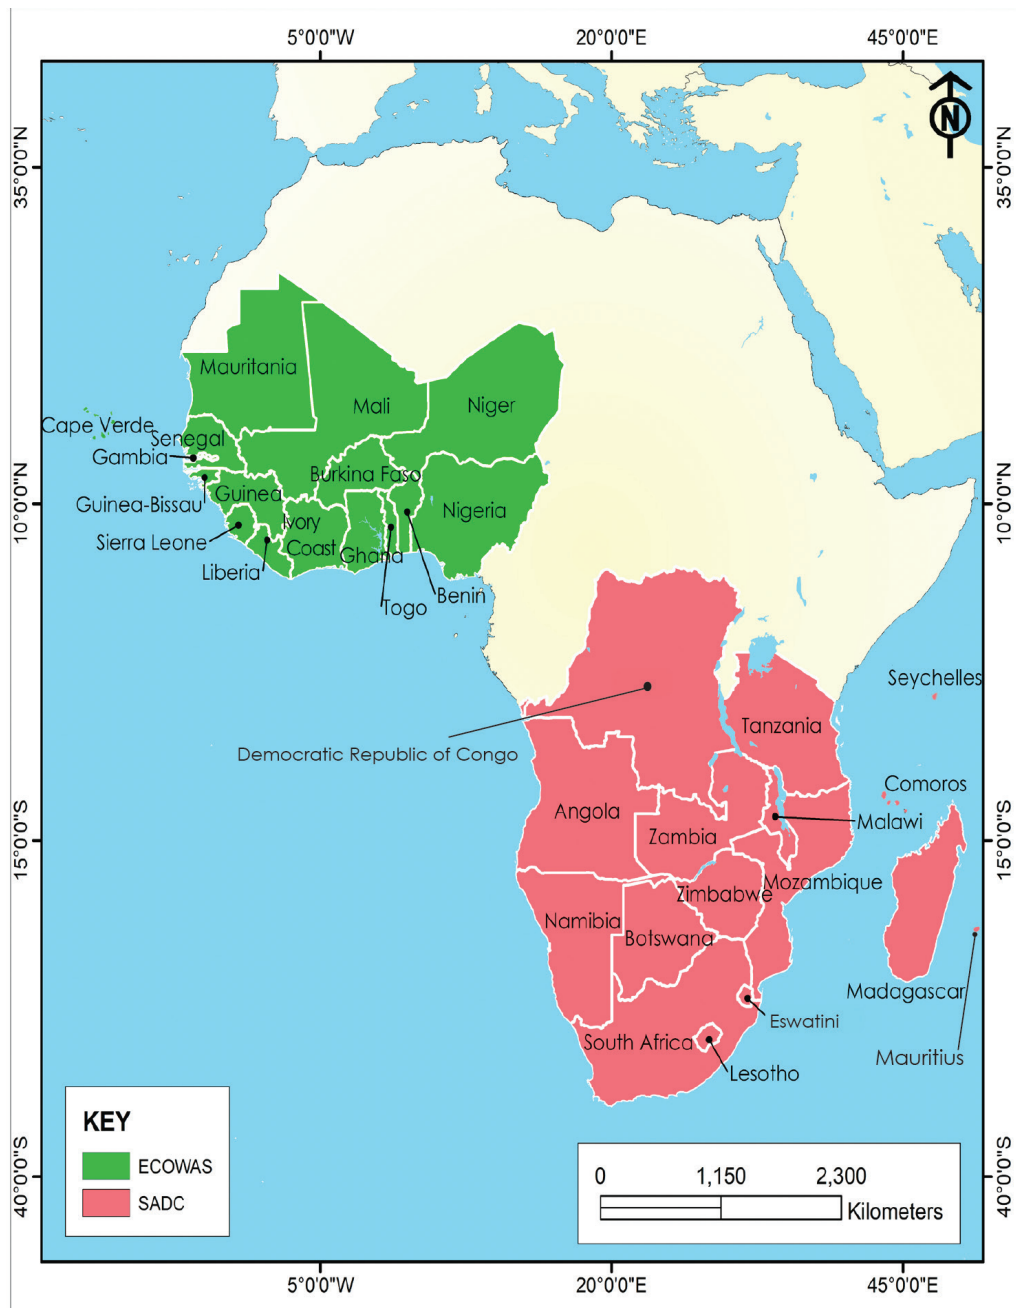 5°0'0"W
20°0'0"E
45°0'0"E
N
35°0'0"N
35°0'0"N
Mauritania
Mali
Niger
Cape Verde
Senegal
Gambia
Burkina Faso
Guinea
Guinea-Bissau
10°0'0"N
10°0'0"N
Nigeria
Ivory
Coast
Sierra Leone
Ghana
Liberia
Benin
Togo
Seychelles
Tanzania
Democratic Republic of Congo
Comoros
Angola
Malawi
Zambia
15°0'0"S
15°0'0"S
Mozambique
Zimbabwe
Namibia
Botswana
Madagascar
Eswatini
South Africa
Mauritius
Lesotho
KEY
ECOWAS
SADC
0
1,150
2,300
Kilometers
40°0'0"S
40°0'0"S
5°0'0"W
20°0'0"E
45°0'0"E